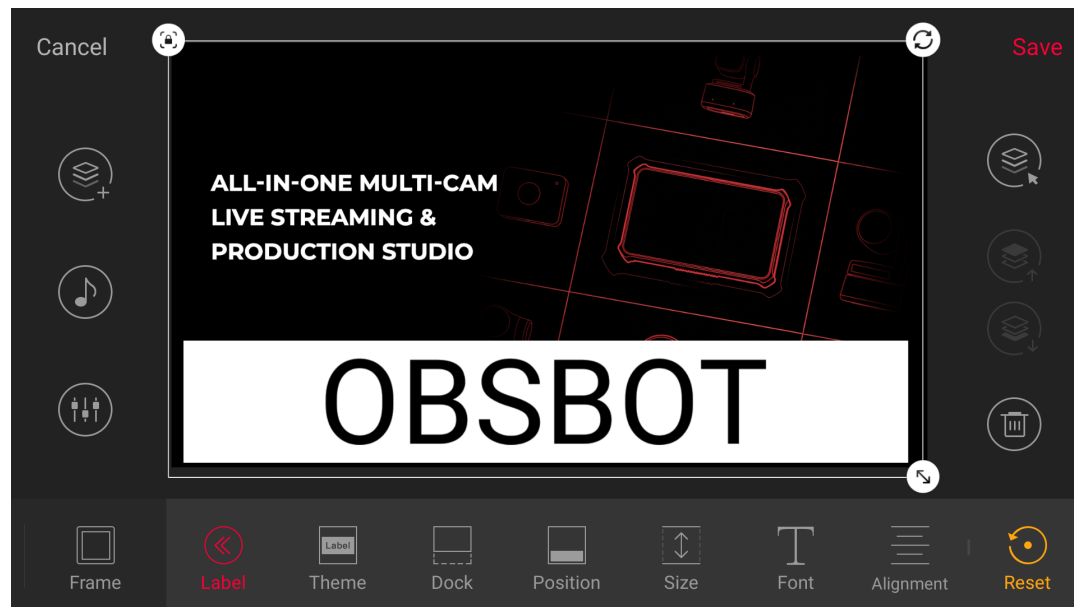 Cancel
Save
ALL-IN-ONE MULTI-CAM
LIVE STREAMING &
PRODUCTION STUDIO
OBSBOT
Label
Frame
Label
Theme
Dock
Position
Size
Font
Alignment
Reset